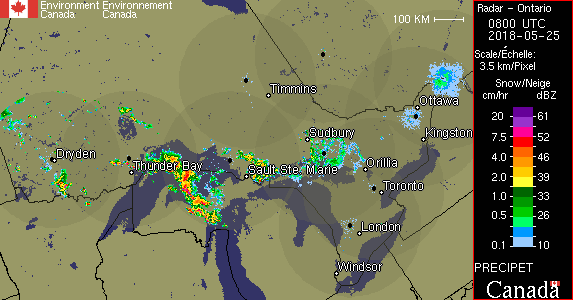 Environment Environnement
Canada Canada
100 KM
Timmins
Ottawa
Sudbury
Kingston
Dryden
Thunder Bay
Sault Ste. Marie
Orillia
Toronto
London
Windsor
Radar - Ontario
0800 UTC
2018-05-25
Scale/Échelle:
3.5 km/Pixel
Snow/Neige
cm/hr dBZ
20 61
7.5 52
4.0 46
2.0 39
1.0 33
0.5 26
0.1 10
PRECIPET
Canada